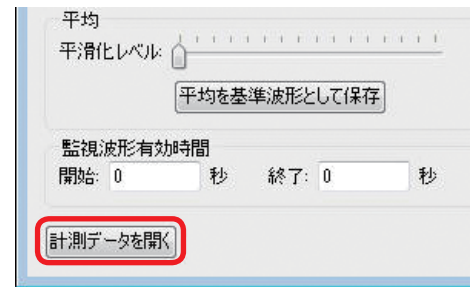 平均
平滑化レベル:
平均を基準波形として保存
監視波形有効時間
開始: 0 秒 終了: 0 秒
計測データを開く